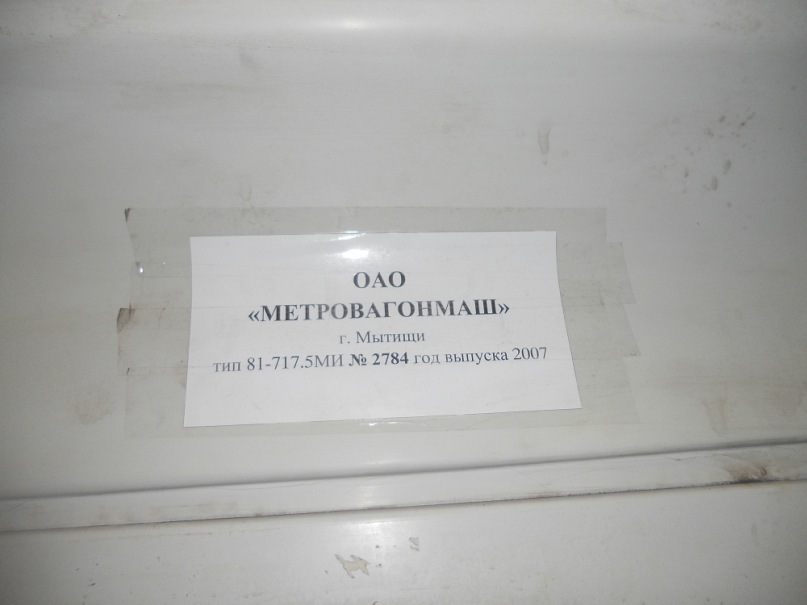 ОАО
«МЕТРОВАГОНМАШ»
г. Мытищи
тип 81-717.5МИ № 2784 год выпуска 2007